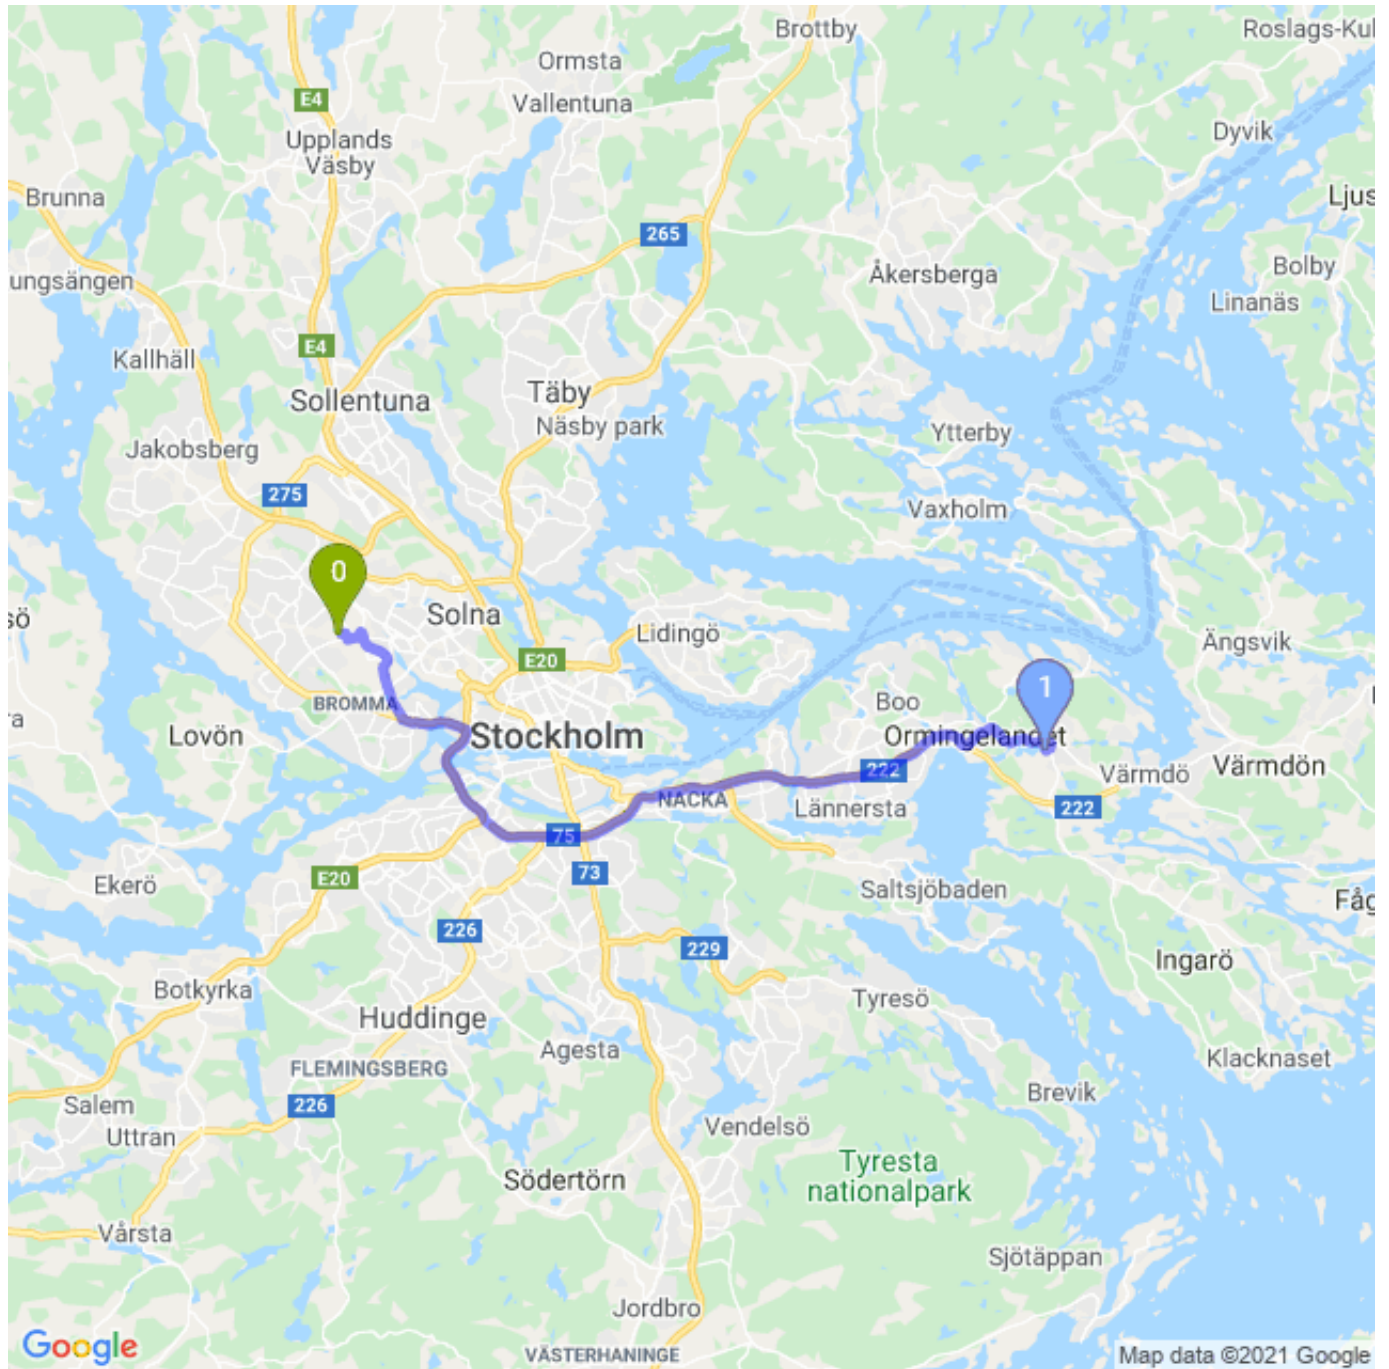 Brottby
Roslags-Kul
Ormsta
E4
Vallentuna
Dyvik
Upplands
Väsby
Brunna
Ljus
265
Åkersberga
Bolby
ungsängen
Linanäs
E4
Kallhäll
Täby
Sollentuna
Näsby park
Ytterby
Jakobsberg
275
Vaxholm
0
Solna
sö
Lidingö
Ängsvik
E20
1
BROMMA
Boo
ra
Lovön
Stockholm
Ormingelandet
222
Värmdö
Värmdön
NACKA
Lännersta
222
75
73
E20
Ekerö
Saltsjöbaden
Fåg
226
229
Ingarö
Botkyrka
Tyresö
Huddinge
Agesta
Klacknaset
FLEMINGSBERG
Brevik
Salem
226
Uttran
Vendelsö
Tyresta
nationalpark
Södertörn
Vårsta
Sjötäppan
Jordbro
Google
VÄSTERHANINGE
Map data ©2021 Google